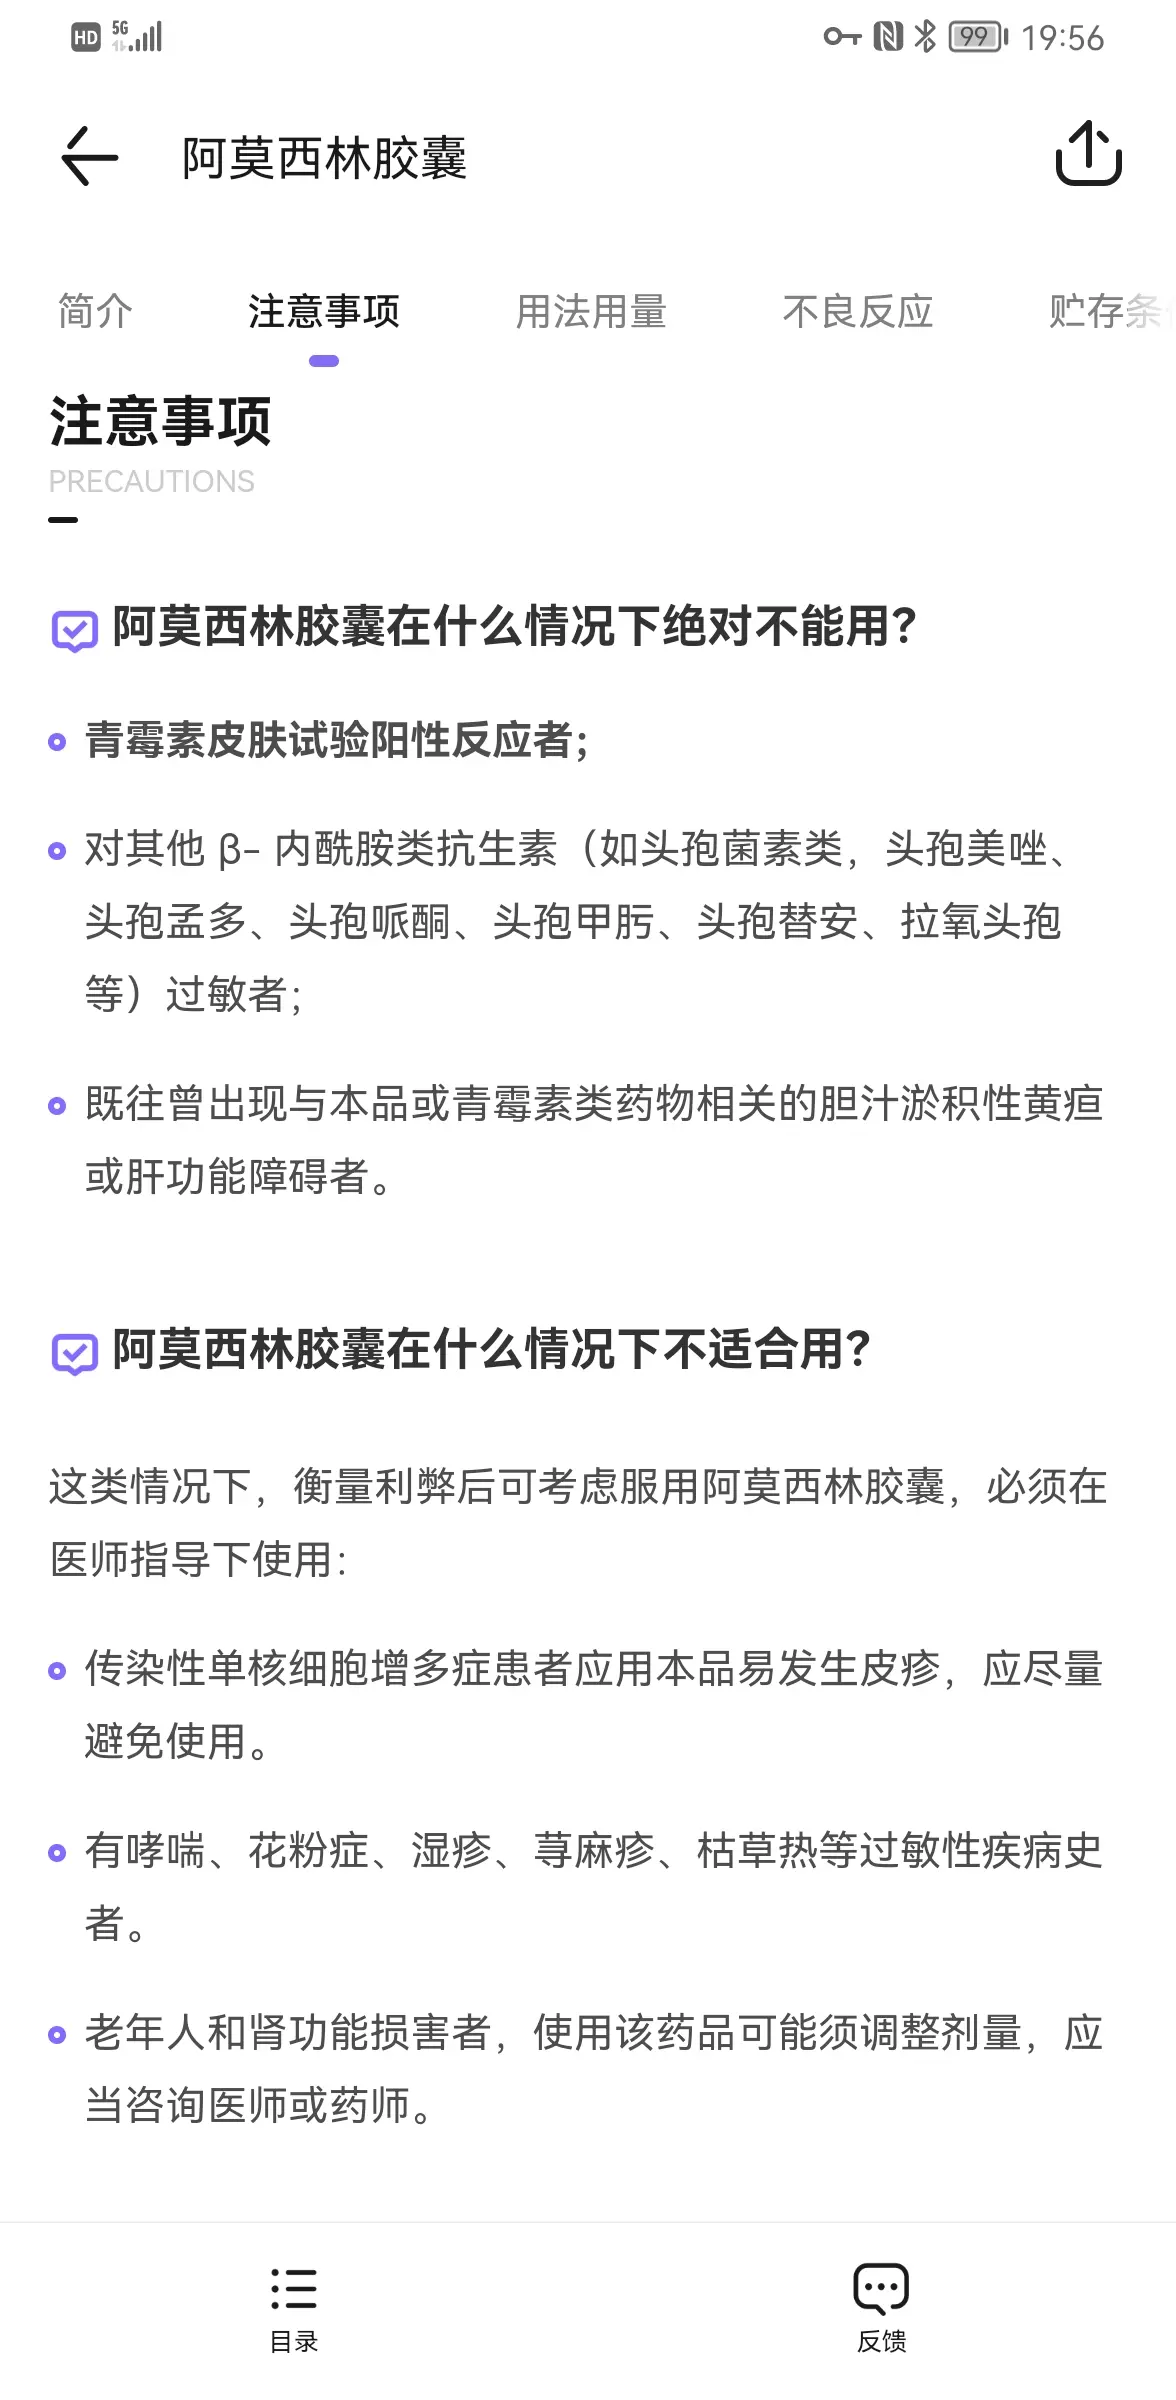 HD 5G 99 19:56
阿莫西林胶囊
简介 注意事项 用法用量 不良反应 贮存条
注意事项
PRECAUTIONS
阿莫西林胶囊在什么情况下绝对不能用？
青霉素皮肤试验阳性反应者；
对其他 β- 内酰胺类抗生素（如头孢菌素类，头孢美唑、
头孢孟多、头孢哌酮、头孢甲肟、头孢替安、拉氧头孢
等）过敏者；
既往曾出现与本品或青霉素类药物相关的胆汁淤积性黄疸
或肝功能障碍者。
阿莫西林胶囊在什么情况下不适合用？
这类情况下，衡量利弊后可考虑服用阿莫西林胶囊，必须在
医师指导下使用：
传染性单核细胞增多症患者应用本品易发生皮疹，应尽量
避免使用。
有哮喘、花粉症、湿疹、荨麻疹、枯草热等过敏性疾病史
者。
老年人和肾功能损害者，使用该药品可能须调整剂量，应
当咨询医师或药师。
目录 反馈